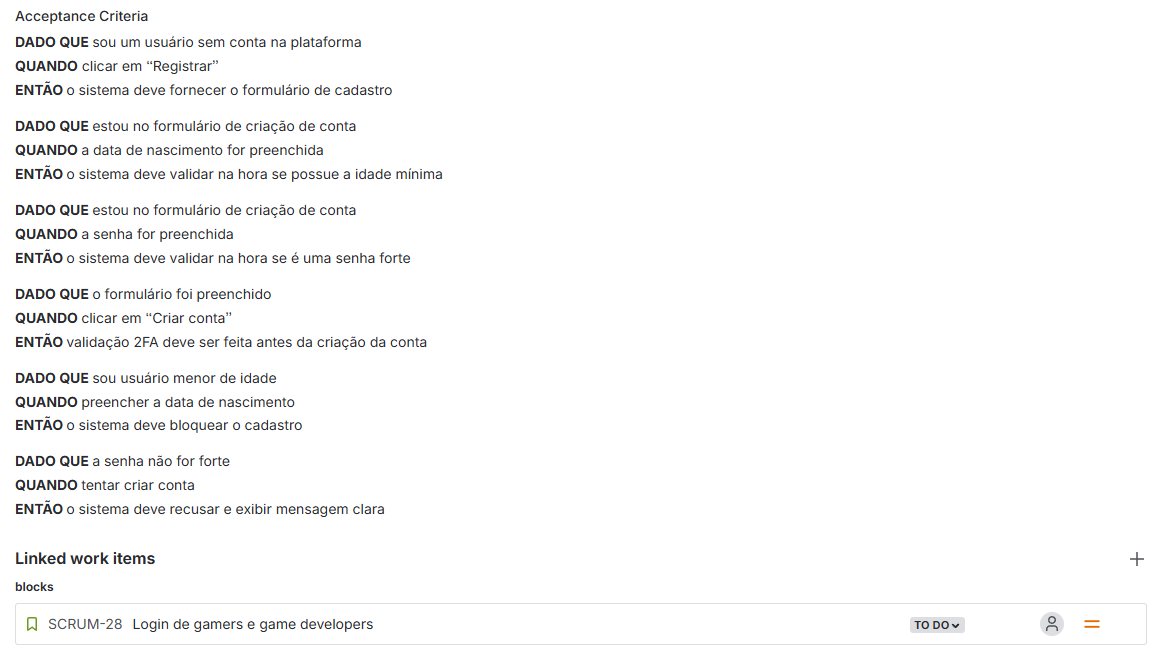 Acceptance Criteria
DADO QUE sou um usuário sem conta na plataforma
QUANDO clicar em “Registrar”
ENTÃO o sistema deve fornecer o formulário de cadastro
DADO QUE estou no formulário de criação de conta
QUANDO a data de nascimento for preenchida
ENTÃO o sistema deve validar na hora se possue a idade mínima
DADO QUE estou no formulário de criação de conta
QUANDO a senha for preenchida
ENTÃO o sistema deve validar na hora se é uma senha forte
DADO QUE o formulário foi preenchido
QUANDO clicar em “Criar conta”
ENTÃO validação 2FA deve ser feita antes da criação da conta
DADO QUE sou usuário menor de idade
QUANDO preencher a data de nascimento
ENTÃO o sistema deve bloquear o cadastro
DADO QUE a senha não for forte
QUANDO tentar criar conta
ENTÃO o sistema deve recusar e exibir mensagem clara
Linked work items
blocks
SCRUM-28 Login de gamers e game developers TO DO